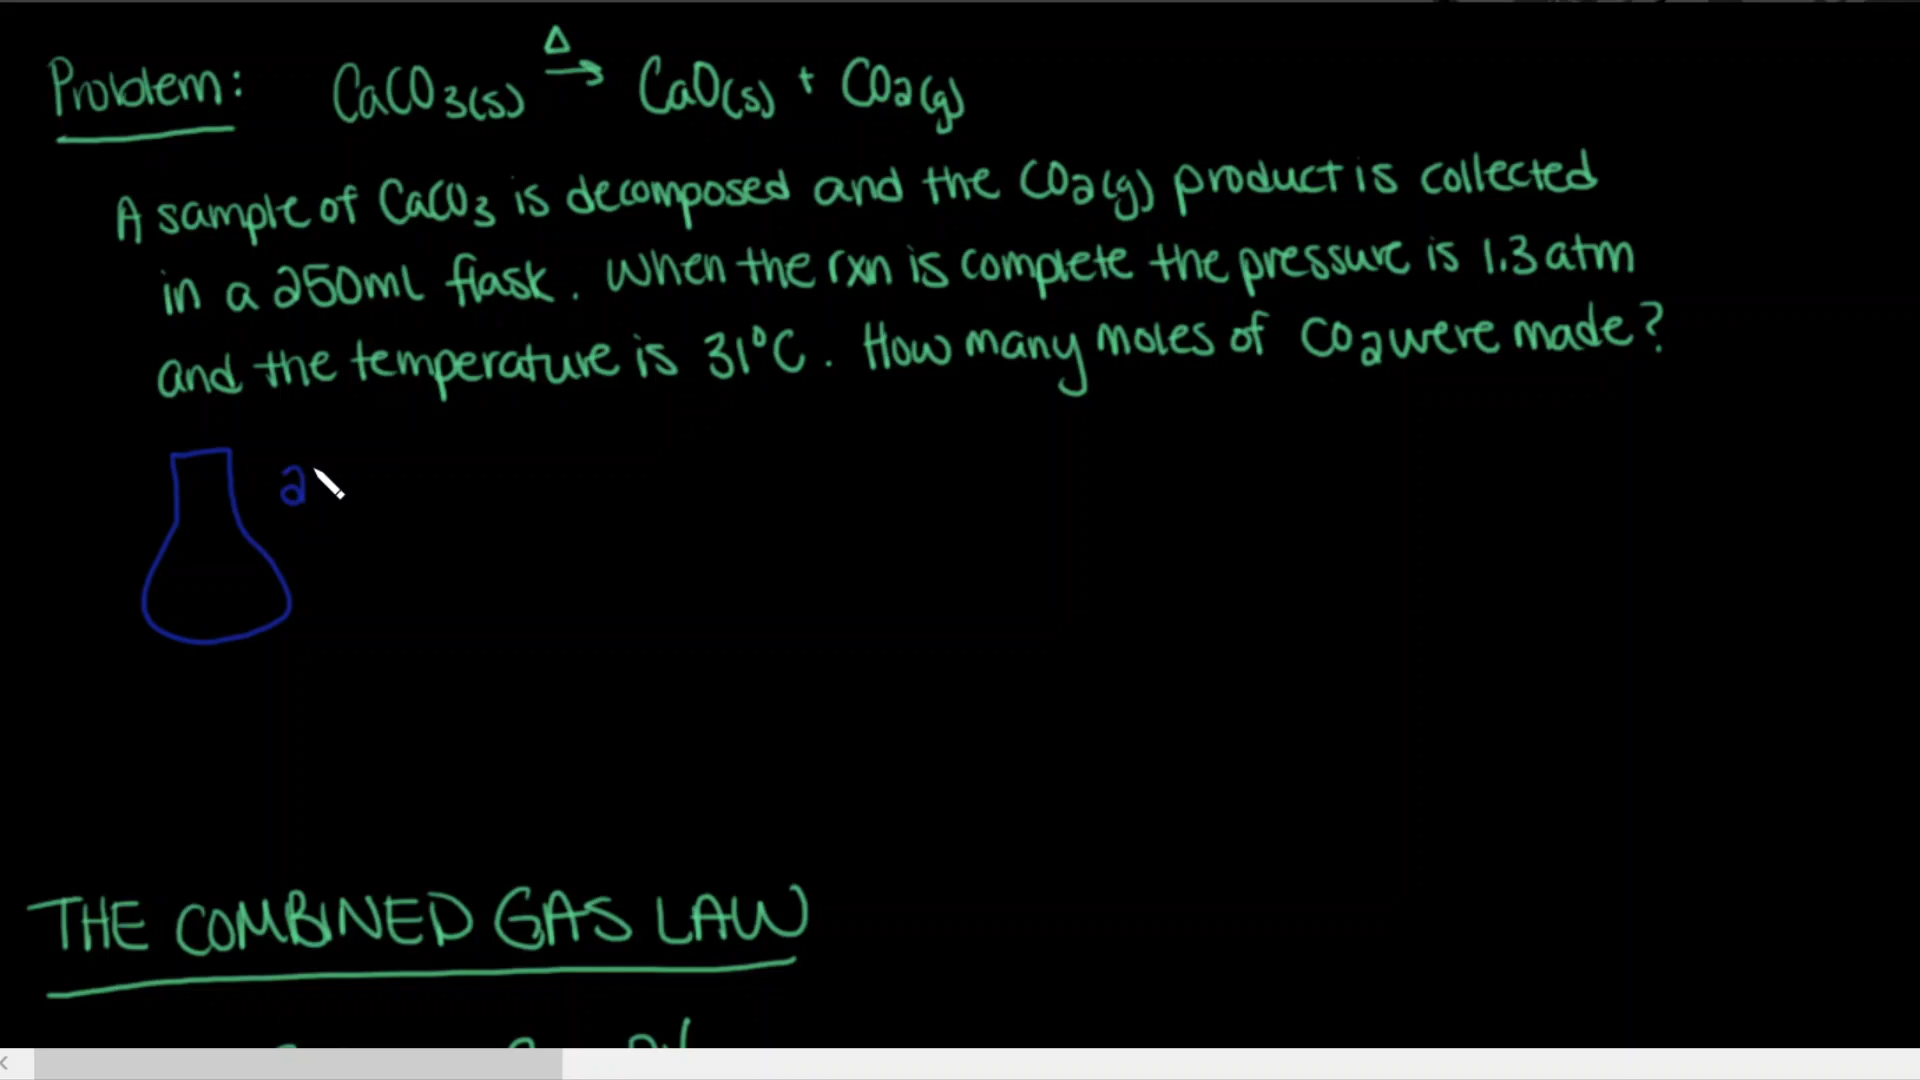 Problem: CaCO3(s) Δ→ CaO(s) + CO2(g)
A sample of CaCO3 is decomposed and the CO2(g) product is collected
in a 250ml flask. When the rxn is complete the pressure is 1.3 atm
and the temperature is 31°C. How many moles of CO2 were made?
2
THE COMBINED GAS LAW